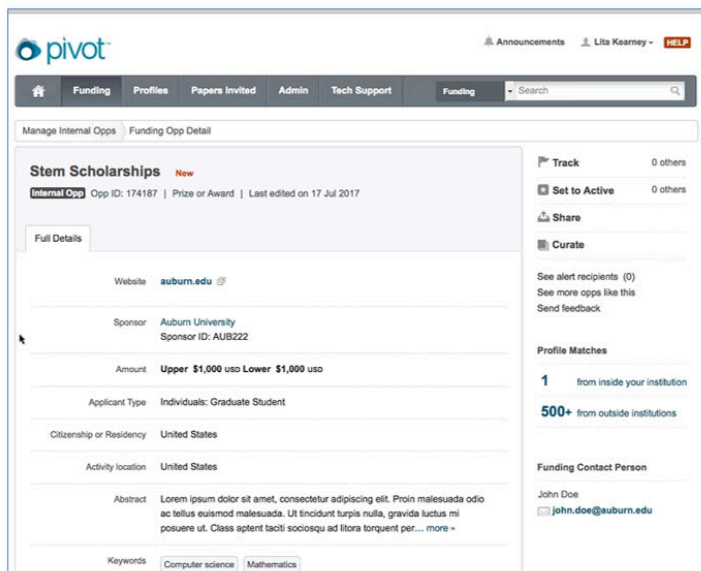 pivot
Announcements Lita Kearney HELP
Funding Profiles Papers Invited Admin Tech Support Funding Search
Manage Internal Opps Funding Opp Detail
Stem Scholarships New
Internal Opp Opp ID: 174187 | Prize or Award | Last edited on 17 Jul 2017
Full Details
Website auburn.edu
Sponsor Auburn University
Sponsor ID: AUB222
Amount Upper $1,000 USD Lower $1,000 USD
Applicant Type Individuals: Graduate Student
Citizenship or Residency United States
Activity location United States
Abstract Lorem ipsum dolor sit amet, consectetur adipiscing elit. Proin malesuada odio
ac tellus euismod malesuada. Ut tincidunt turpis nulla, gravida luctus mi
posuere ut. Class aptent taciti sociosqu ad litora torquent per... more »
Keywords Computer science Mathematics
Track 0 others
Set to Active 0 others
Share
Curate
See alert recipients (0)
See more opps like this
Send feedback
Profile Matches
1 from inside your institution
500+ from outside institutions
Funding Contact Person
John Doe
john.doe@auburn.edu